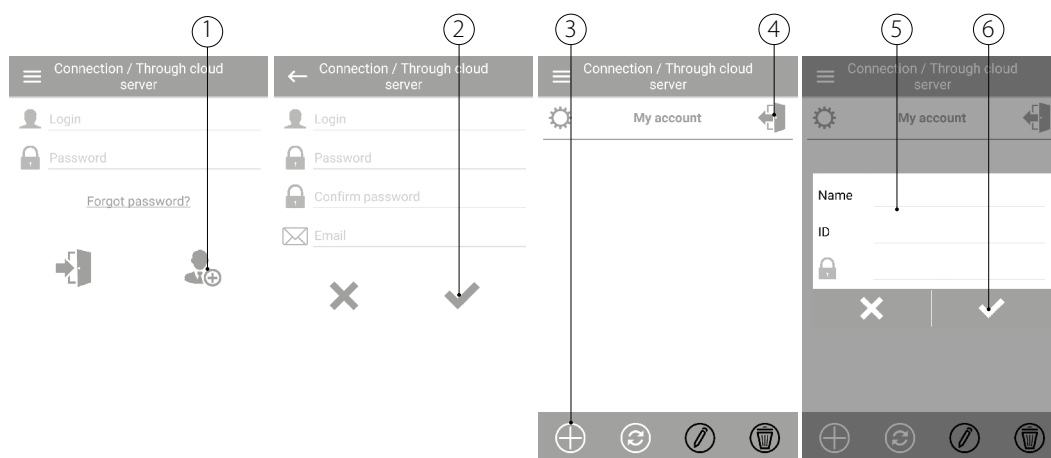 1
2
3
4
5
6
Connection / Through cloud
server
Login
Password
Forgot password?
Connection / Through cloud
server
Login
Password
Confirm password
Email
Connection / Through cloud
server
My account
Connection / Through cloud
server
My account
Name
ID